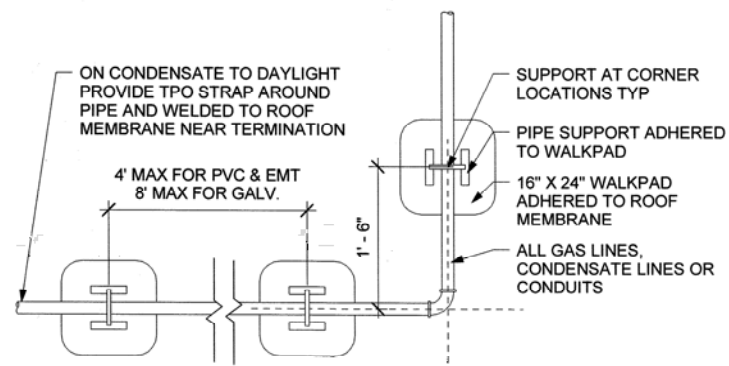 ON CONDENSATE TO DAYLIGHT
PROVIDE TPO STRAP AROUND
PIPE AND WELDED TO ROOF
MEMBRANE NEAR TERMINATION
4' MAX FOR PVC & EMT
8' MAX FOR GALV.
1' - 6"
SUPPORT AT CORNER
LOCATIONS TYP
PIPE SUPPORT ADHERED
TO WALKPAD
16" X 24" WALKPAD
ADHERED TO ROOF
MEMBRANE
ALL GAS LINES,
CONDENSATE LINES OR
CONDUITS